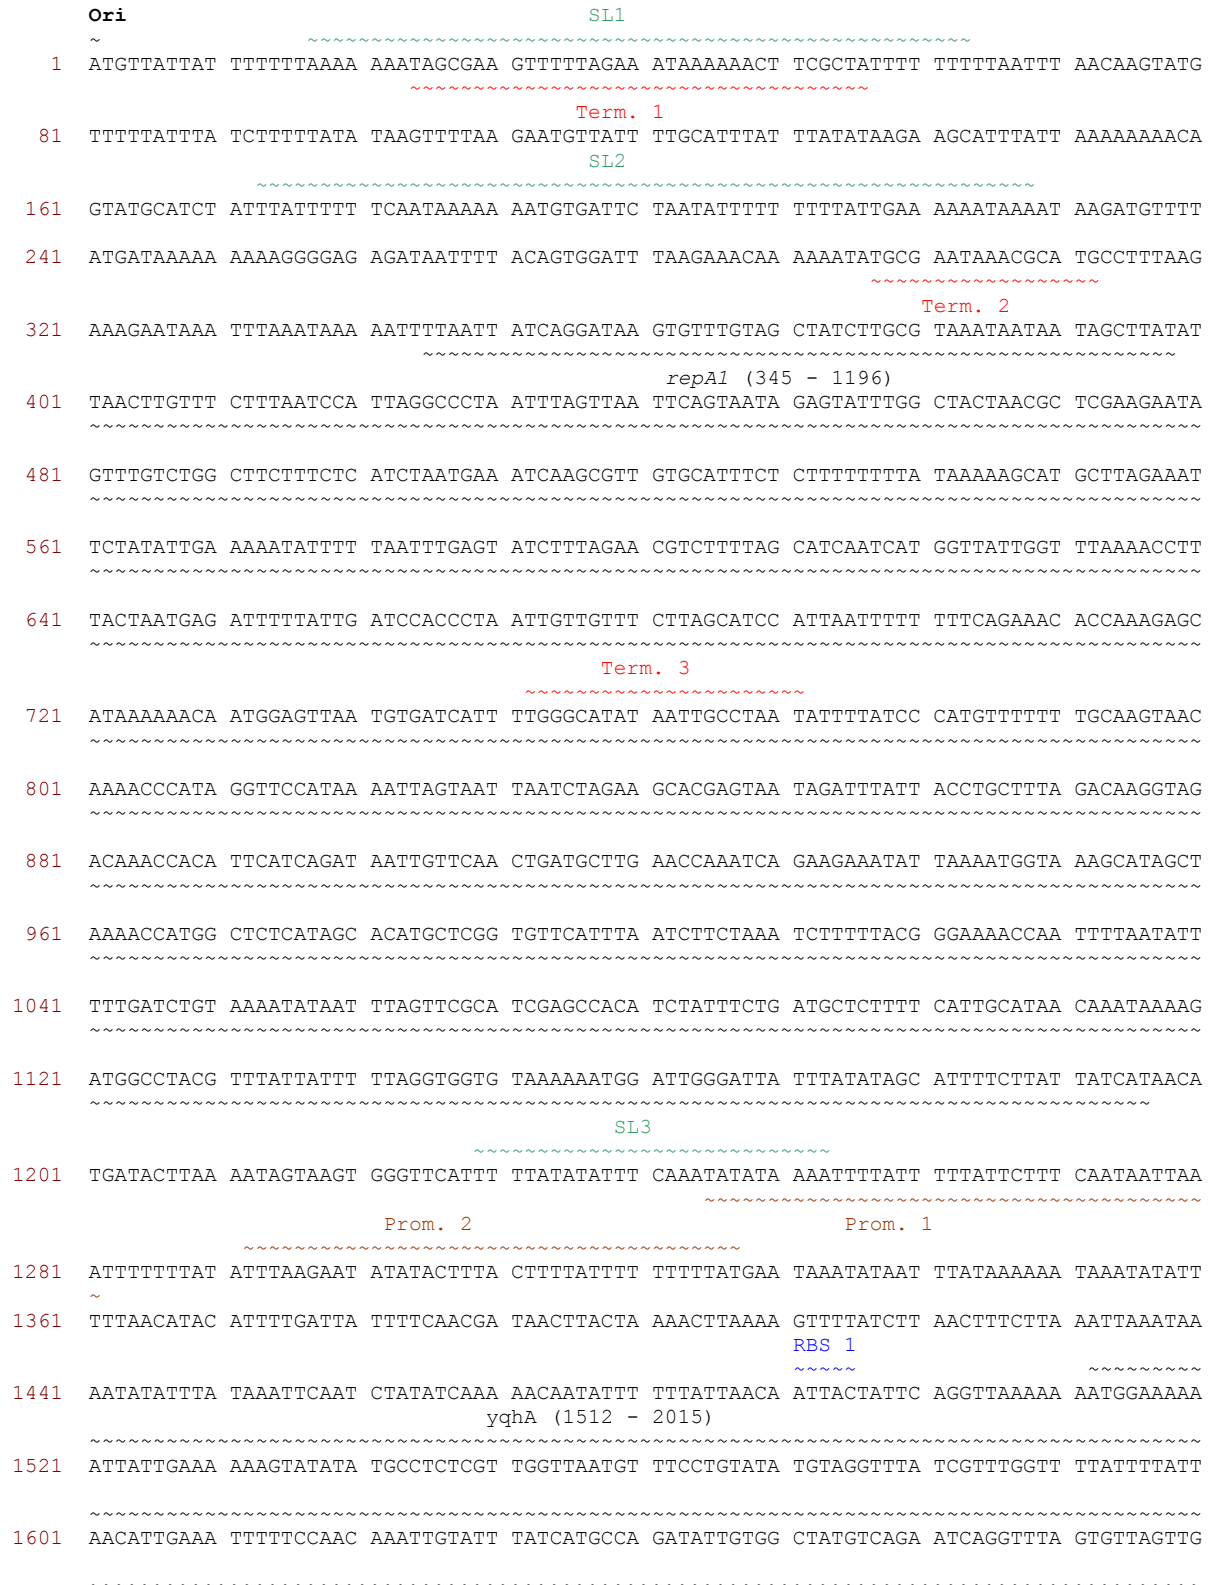 Ori SL1
~ ~~~~~~~~~~~~~~~~~~~~~~~~~~~~~~~~~~~~~~~~~~~~~~~~~~~~
1 ATGTTATTAT TTTTTTAAAA AAATAGCGAA GTTTTTAGAA ATAAAAAACT TCGCTATTTT TTTTTAATTT AACAAGTATG
~~~~~~~~~~~~~~~~~~~~~~~~~~~~~~~~~~~~
Term. 1
81 TTTTTATTTA TCTTTTTATA TAAGTTTTAA GAATGTTATT TTGCATTTAT TTATATAAGA AGCATTTATT AAAAAAAACA
SL2
~~~~~~~~~~~~~~~~~~~~~~~~~~~~~~~~~~~~~~~~~~~~~~~~~~~~~~~~~~~~~
161 GTATGCATCT ATTTATTTTT TCAATAAAAA AATGTGATTC TAATATTTTT TTTTATTGAA AAAATAAAAT AAGATGTTTT
241 ATGATAAAAA AAAAGGGGAG AGATAATTTT ACAGTGGATT TAAGAAACAA AAAATATGCG AATAAACGCA TGCCTTTAAG
~~~~~~~~~~~~~~~~~~
Term. 2
321 AAAGAATAAA TTTAAATAAA AATTTTAATT ATCAGGATAA GTGTTTGTAG CTATCTTGCG TAAATAATAA TAGCTTATAT
~~~~~~~~~~~~~~~~~~~~~~~~~~~~~~~~~~~~~~~~~~~~~~~~~~~~~~~~~~~
repA1 (345 - 1196)
401 TAACTTGTTT CTTTAATCCA TTAGGCCCTA ATTTAGTTAA TTCAGTAATA GAGTATTTGG CTACTAACGC TCGAAGAATA
~~~~~~~~~~~~~~~~~~~~~~~~~~~~~~~~~~~~~~~~~~~~~~~~~~~~~~~~~~~~~~~~~~~~~~~~~~~~~~~~~~~~~~~
481 GTTTGTCTGG CTTCTTTCTC ATCTAATGAA ATCAAGCGTT GTGCATTTCT CTTTTTTTTA TAAAAAGCAT GCTTAGAAAT
~~~~~~~~~~~~~~~~~~~~~~~~~~~~~~~~~~~~~~~~~~~~~~~~~~~~~~~~~~~~~~~~~~~~~~~~~~~~~~~~~~~~~~~
561 TCTATATTGA AAAATATTTT TAATTTGAGT ATCTTTAGAA CGTCTTTTAG CATCAATCAT GGTTATTGGT TTAAAACCTT
~~~~~~~~~~~~~~~~~~~~~~~~~~~~~~~~~~~~~~~~~~~~~~~~~~~~~~~~~~~~~~~~~~~~~~~~~~~~~~~~~~~~~~~
641 TACTAATGAG ATTTTTATTG ATCCACCCTA ATTGTTGTTT CTTAGCATCC ATTAATTTTT TTTCAGAAAC ACCAAAGAGC
~~~~~~~~~~~~~~~~~~~~~~~~~~~~~~~~~~~~~~~~~~~~~~~~~~~~~~~~~~~~~~~~~~~~~~~~~~~~~~~~~~~~~~~
Term. 3
~~~~~~~~~~~~~~~~~~~~~~
721 ATAAAAAACA ATGGAGTTAA TGTGATCATT TTGGGCATAT AATTGCCTAA TATTTTATCC CATGTTTTTT TGCAAGTAAC
~~~~~~~~~~~~~~~~~~~~~~~~~~~~~~~~~~~~~~~~~~~~~~~~~~~~~~~~~~~~~~~~~~~~~~~~~~~~~~~~~~~~~~~
801 AAAACCCATA GGTTCCATAA AATTAGTAAT TAATCTAGAA GCACGAGTAA TAGATTTATT ACCTGCTTTA GACAAGGTAG
~~~~~~~~~~~~~~~~~~~~~~~~~~~~~~~~~~~~~~~~~~~~~~~~~~~~~~~~~~~~~~~~~~~~~~~~~~~~~~~~~~~~~~~
881 ACAAACCACA TTCATCAGAT AATTGTTCAA CTGATGCTTG AACCAAATCA GAAGAAATAT TAAAATGGTA AAGCATAGCT
~~~~~~~~~~~~~~~~~~~~~~~~~~~~~~~~~~~~~~~~~~~~~~~~~~~~~~~~~~~~~~~~~~~~~~~~~~~~~~~~~~~~~~~
961 AAAACCATGG CTCTCATAGC ACATGCTCGG TGTTCATTTA ATCTTCTAAA TCTTTTTACG GGAAAACCAA TTTTAATATT
~~~~~~~~~~~~~~~~~~~~~~~~~~~~~~~~~~~~~~~~~~~~~~~~~~~~~~~~~~~~~~~~~~~~~~~~~~~~~~~~~~~~~~~
1041 TTTGATCTGT AAAATATAAT TTAGTTCGCA TCGAGCCACA TCTATTTCTG ATGCTCTTTT CATTGCATAA CAAATAAAAG
~~~~~~~~~~~~~~~~~~~~~~~~~~~~~~~~~~~~~~~~~~~~~~~~~~~~~~~~~~~~~~~~~~~~~~~~~~~~~~~~~~~~~~~
1121 ATGGCCTACG TTTATTATTT TTAGGTGGTG TAAAAAATGG ATTGGGATTA TTTATATAGC ATTTTCTTAT TATCATAACA
~~~~~~~~~~~~~~~~~~~~~~~~~~~~~~~~~~~~~~~~~~~~~~~~~~~~~~~~~~~~~~~~~~~~~~~~~~~~~~~~~~~
SL3
~~~~~~~~~~~~~~~~~~~~~~~~~~~~
1201 TGATACTTAA AATAGTAAGT GGGTTCATTT TTATATATTT CAAATATATA AAATTTTATT TTTATTCTTT CAATAATTAA
~~~~~~~~~~~~~~~~~~~~~~~~~~~~~~~~~~~~~~~
Prom. 2 Prom. 1
~~~~~~~~~~~~~~~~~~~~~~~~~~~~~~~~~~~~~~~
1281 ATTTTTTTAT ATTTAAGAAT ATATACTTTA CTTTTATTTT TTTTTATGAA TAAATATAAT TTATAAAAAA TAAATATATT
~
1361 TTTAACATAC ATTTTGATTA TTTTCAACGA TAACTTACTA AAACTTAAAA GTTTTATCTT AACTTTCTTA AATTAAATAA
RBS 1
~~~~~ ~~~~~~~~~
1441 AATATATTTA TAAATTCAAT CTATATCAAA AACAATATTT TTTATTAACA ATTACTATTC AGGTTAAAAA AATGGAAAAA
yqhA (1512 - 2015)
~~~~~~~~~~~~~~~~~~~~~~~~~~~~~~~~~~~~~~~~~~~~~~~~~~~~~~~~~~~~~~~~~~~~~~~~~~~~~~~~~~~~~~~
1521 ATTATTGAAA AAAGTATATA TGCCTCTCGT TGGTTAATGT TTCCTGTATA TGTAGGTTTA TCGTTTGGTT TTATTTTATT
~~~~~~~~~~~~~~~~~~~~~~~~~~~~~~~~~~~~~~~~~~~~~~~~~~~~~~~~~~~~~~~~~~~~~~~~~~~~~~~~~~~~~~~
1601 AACATTGAAA TTTTTCCAAC AAATTGTATT TATCATGCCA GATATTGTGG CTATGTCAGA ATCAGGTTTA GTGTTAGTTG
~~~~~~~~~~~~~~~~~~~~~~~~~~~~~~~~~~~~~~~~~~~~~~~~~~~~~~~~~~~~~~~~~~~~~~~~~~~~~~~~~~~~~~~